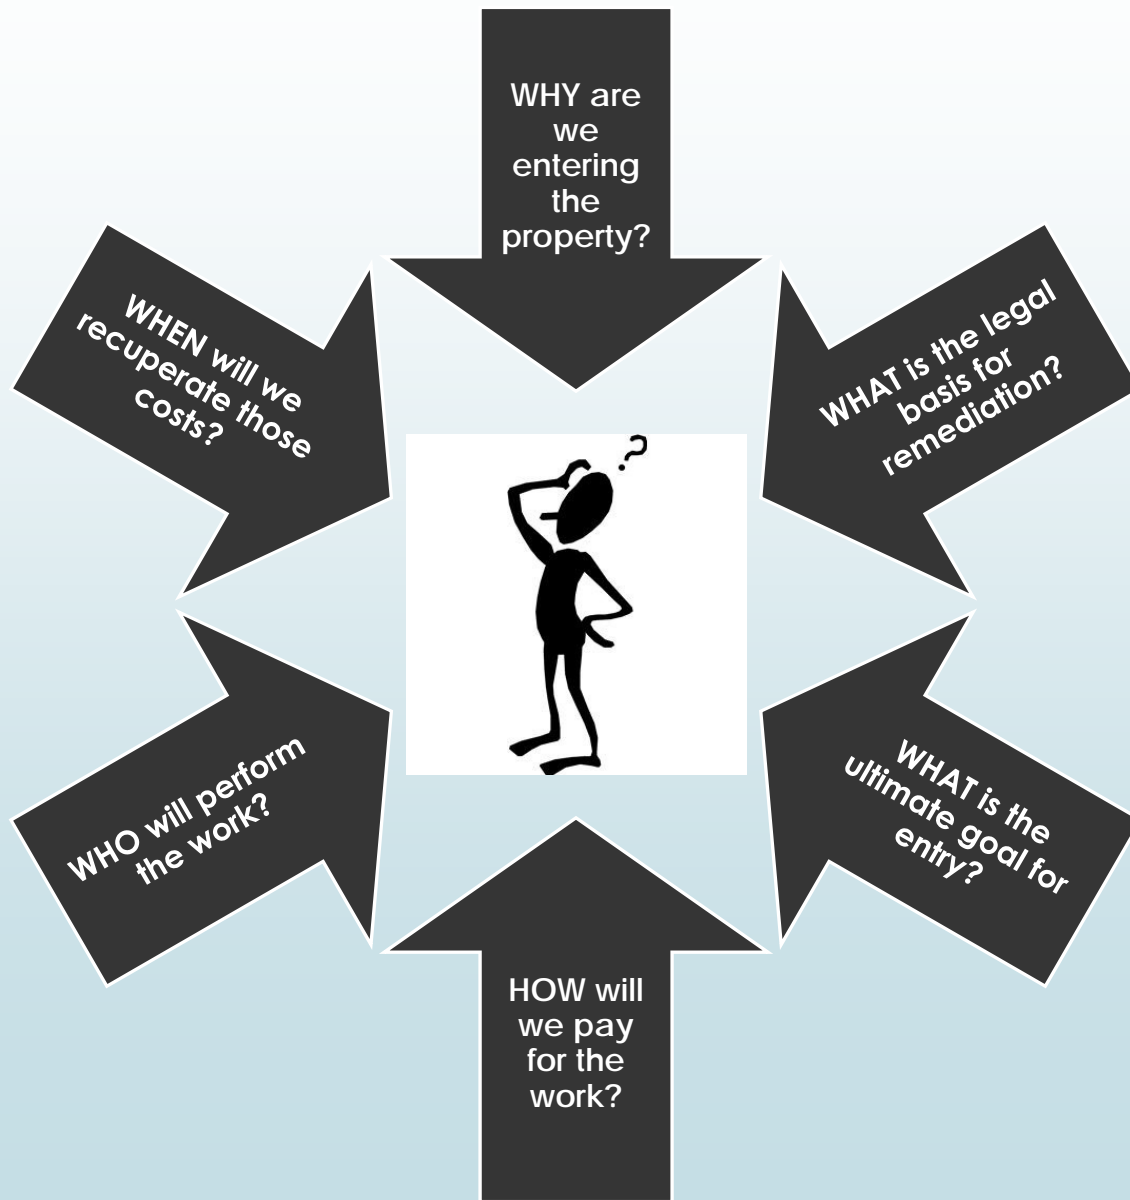 WHY are
we
entering
the
property?
WHAT is the legal
basis for
remediation?
WHAT is the
ultimate goal for
entry?
HOW will
we pay
for the
work?
WHO will perform
the work?
WHEN will we
recuperate those
costs?
?